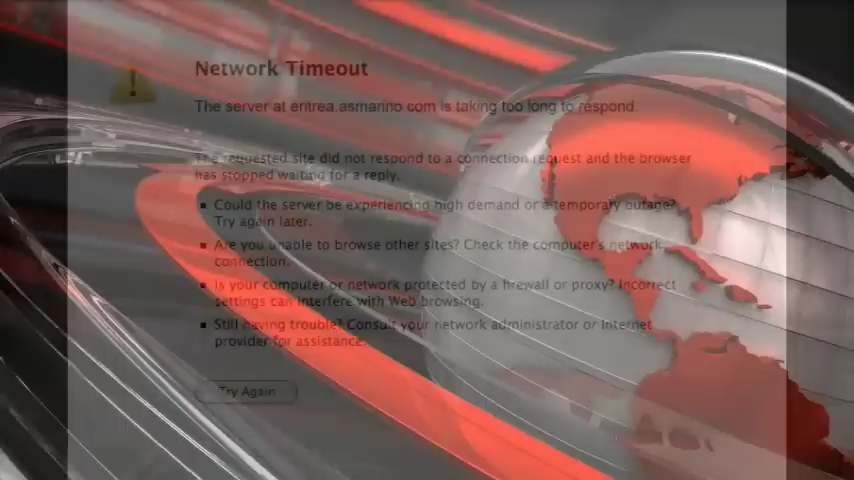 Network Timeout
The server at eritrea.asmarino.com is taking too long to respond.
The requested site did not respond to a connection request and the browser
has stopped waiting for a reply.
Could the server be experiencing high demand or a temporary outage?
Try again later.
Are you unable to browse other sites? Check the computer's network
connection.
Is your computer or network protected by a firewall or proxy? Incorrect
settings can interfere with Web browsing.
Still having trouble? Consult your network administrator or Internet
provider for assistance.
Try Again